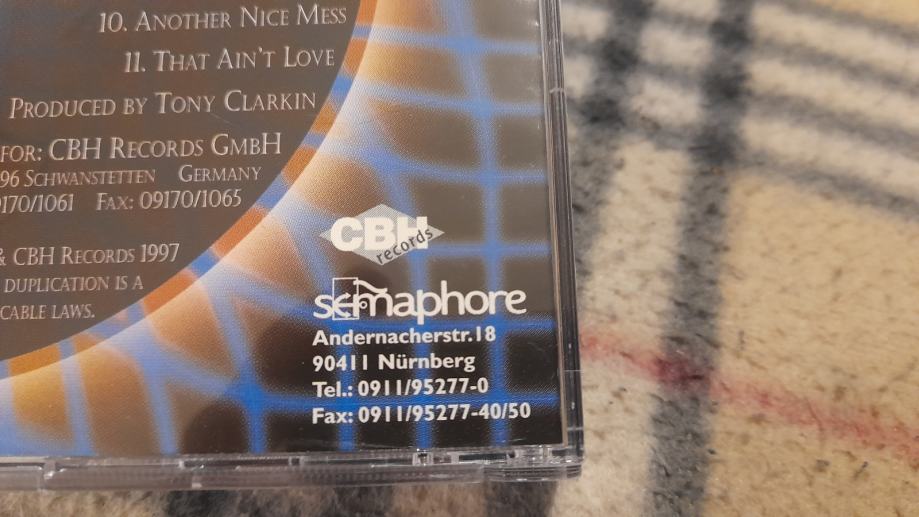 10. ANOTHER NICE MESS
11. THAT AIN'T LOVE
PRODUCED BY TONY CLARKIN
FOR: CBH RECORDS GMBH
96 SCHWANSTETTEN GERMANY
170/1061 FAX: 09170/1065
& CBH RECORDS 1997
DUPLICATION IS A
CABLE LAWS.
CBH
records
semaphore
Andernacherstr.18
90411 Nürnberg
Tel.: 0911/95277-0
Fax: 0911/95277-40/50